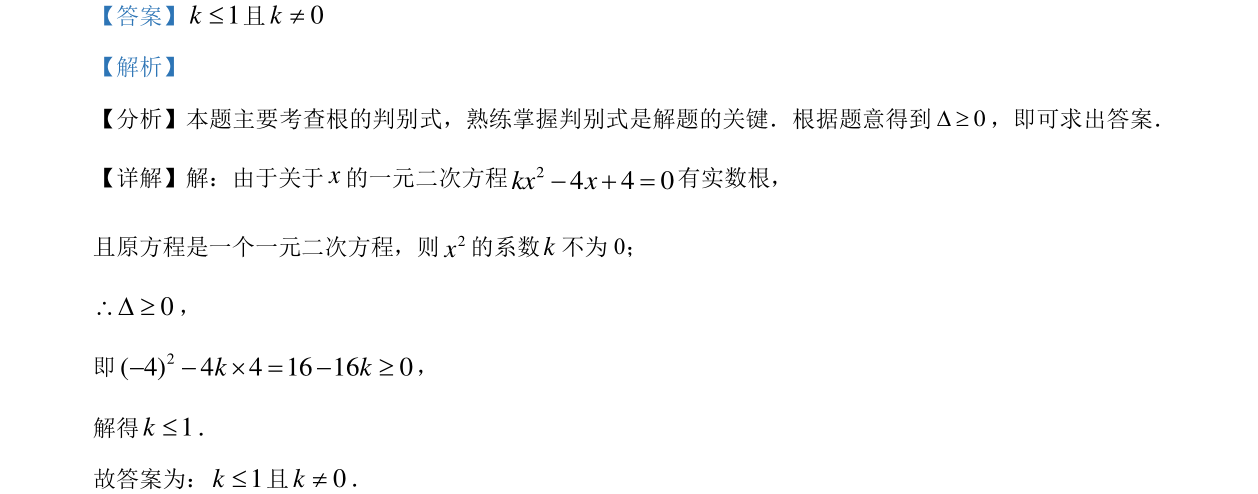 【答案】k ≤ 1且k ≠ 0
【解析】
【分析】本题主要考查根的判别式，熟练掌握判别式是解题的关键．根据题意得到 Δ ≥ 0，即可求出答案．
【详解】解：由于关于 x 的一元二次方程 kx² − 4x + 4 = 0 有实数根，
且原方程是一个一元二次方程，则 x² 的系数 k 不为 0；
∴ Δ ≥ 0，
即 (−4)² − 4k × 4 = 16 − 16k ≥ 0，
解得 k ≤ 1．
故答案为：k ≤ 1且k ≠ 0．